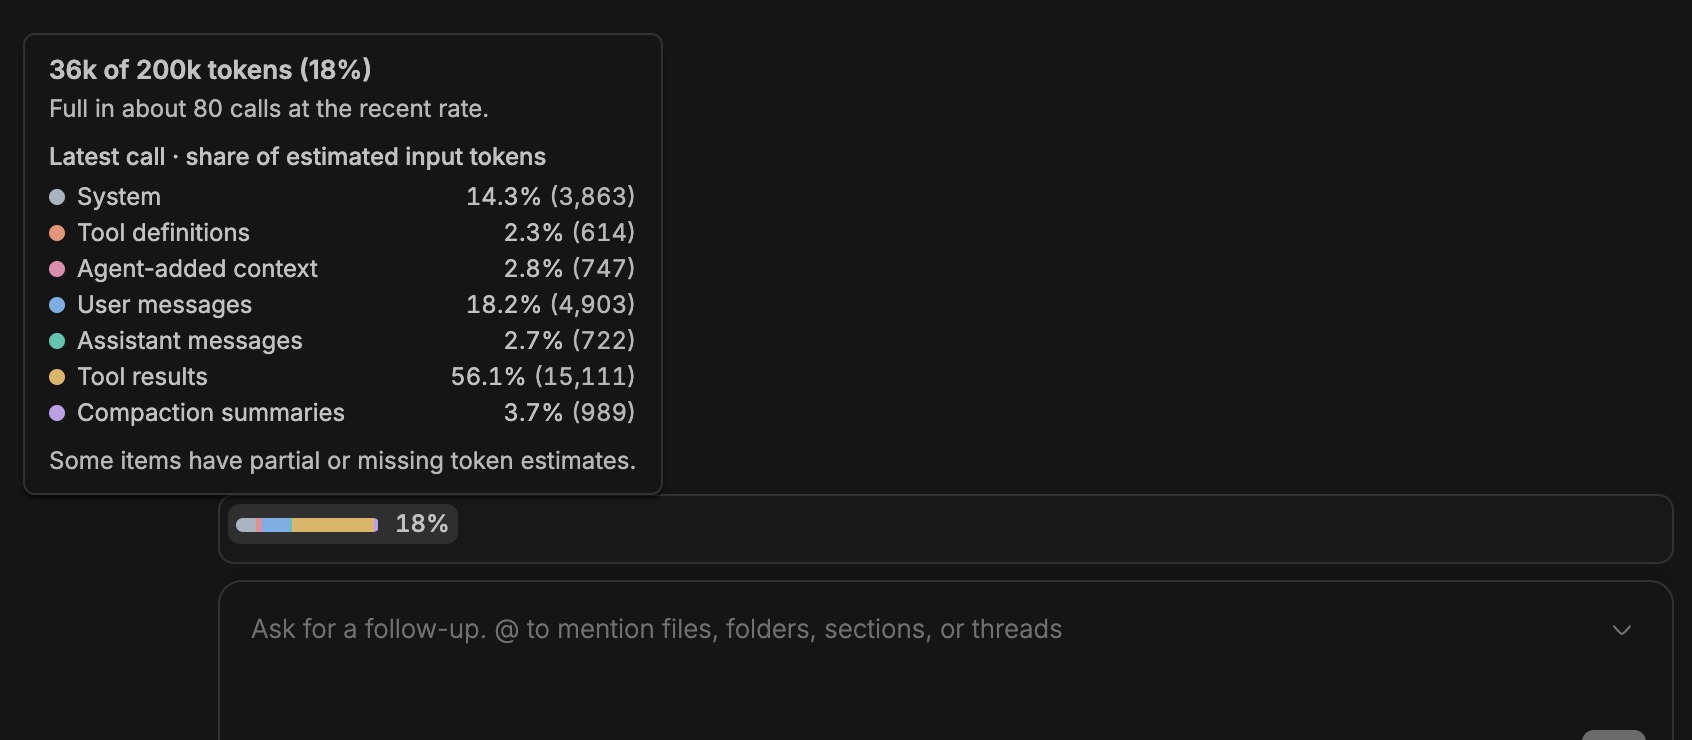 36k of 200k tokens (18%)
Full in about 80 calls at the recent rate.
Latest call · share of estimated input tokens
System 14.3% (3,863)
Tool definitions 2.3% (614)
Agent-added context 2.8% (747)
User messages 18.2% (4,903)
Assistant messages 2.7% (722)
Tool results 56.1% (15,111)
Compaction summaries 3.7% (989)
Some items have partial or missing token estimates.
18%
Ask for a follow-up. @ to mention files, folders, sections, or threads